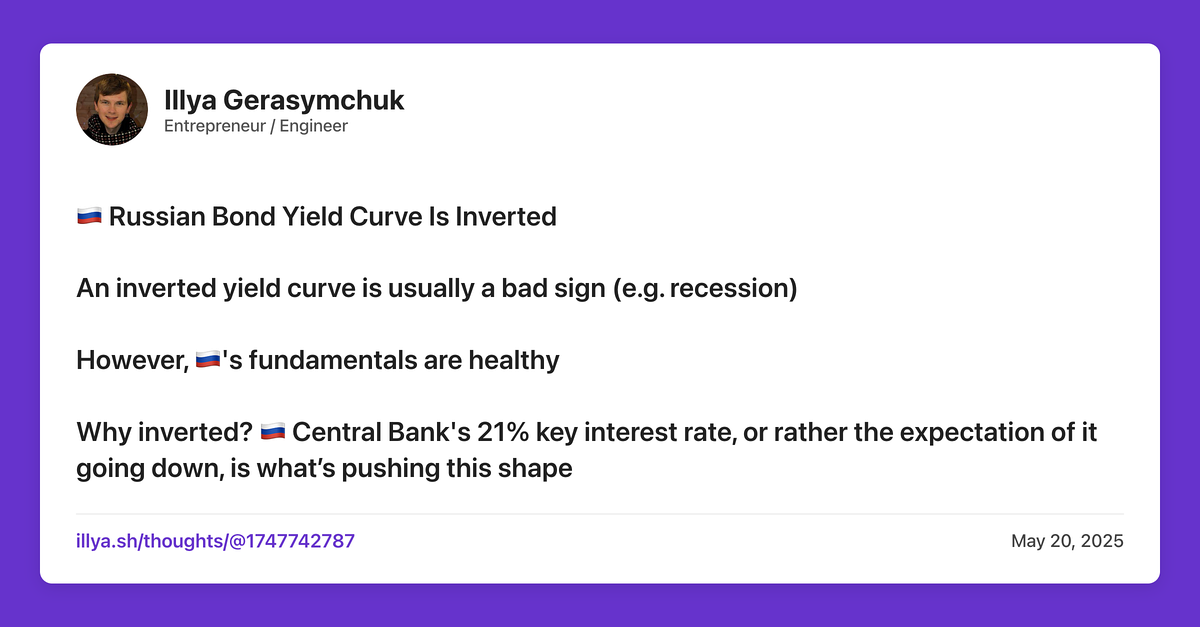 Illya Gerasymchuk
Entrepreneur / Engineer
🇷🇺 Russian Bond Yield Curve Is Inverted
An inverted yield curve is usually a bad sign (e.g. recession)
However, 🇷🇺's fundamentals are healthy
Why inverted? 🇷🇺 Central Bank's 21% key interest rate, or rather the expectation of it
going down, is what’s pushing this shape
illya.sh/thoughts/@1747742787
May 20, 2025